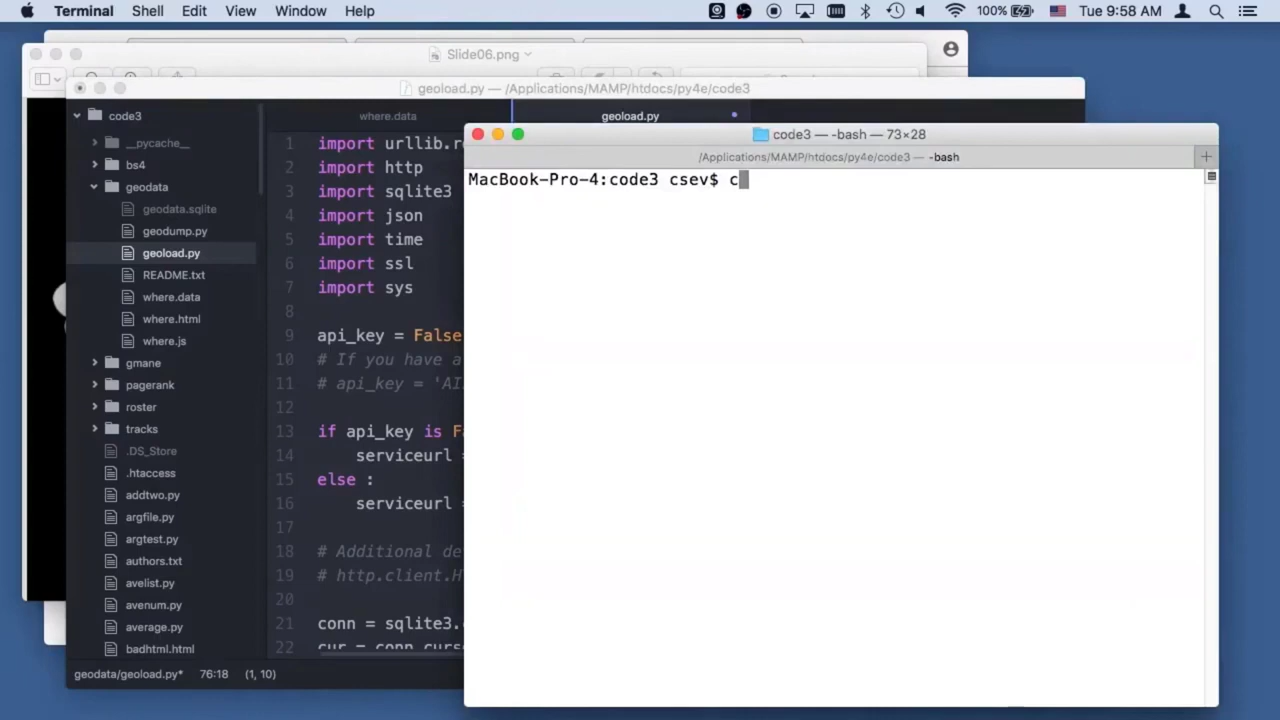 Terminal Shell Edit View Window Help 100% Tue 9:58 AM
Slide06.png
geoload.py — /Applications/MAMP/htdocs/py4e/code3
code3
__pycache__
bs4
geodata
geodata.sqlite
geodump.py
geoload.py
README.txt
where.data
where.html
where.js
gmane
pagerank
roster
tracks
.DS_Store
.htaccess
addtwo.py
argfile.py
argtest.py
authors.txt
avelist.py
avenum.py
average.py
badhtml.html
where.data geoload.py
1 import urllib.r
2 import http
3 import sqlite3
4 import json
5 import time
6 import ssl
7 import sys
8
9 api_key = False
10 # If you have a
11 # api_key = 'AI
12
13 if api_key is Fa
14 serviceurl =
15 else :
16 serviceurl =
17
18 # Additional de
19 # http.client.H
20
21 conn = sqlite3.
22 cur = conn.curs
geodata/geoload.py* 76:18 (1, 10)
code3 — -bash — 73×28
/Applications/MAMP/htdocs/py4e/code3 — -bash
MacBook-Pro-4:code3 csev$ c